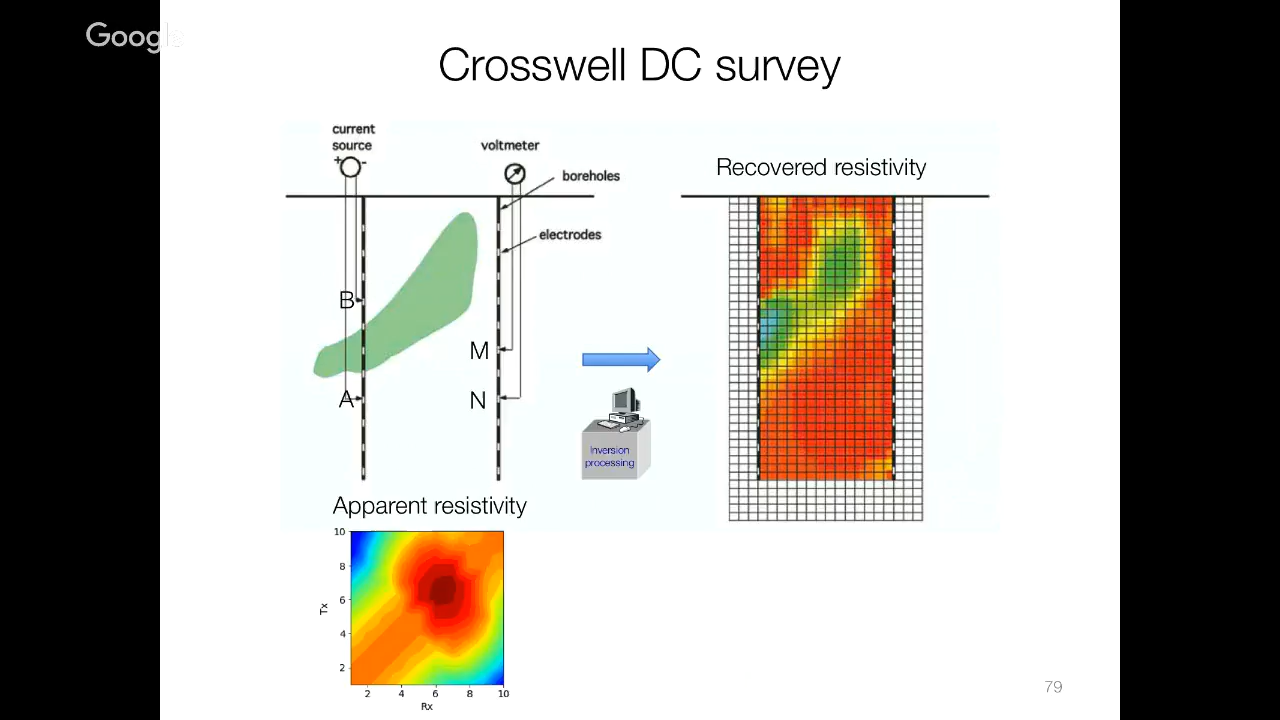 Google
Crosswell DC survey
current
source
+ -
voltmeter
boreholes
electrodes
B
M
A
N
Recovered resistivity
Inversion
processing
Apparent resistivity
10
8
6
4
2
Tx
2 4 6 8 10
Rx
79